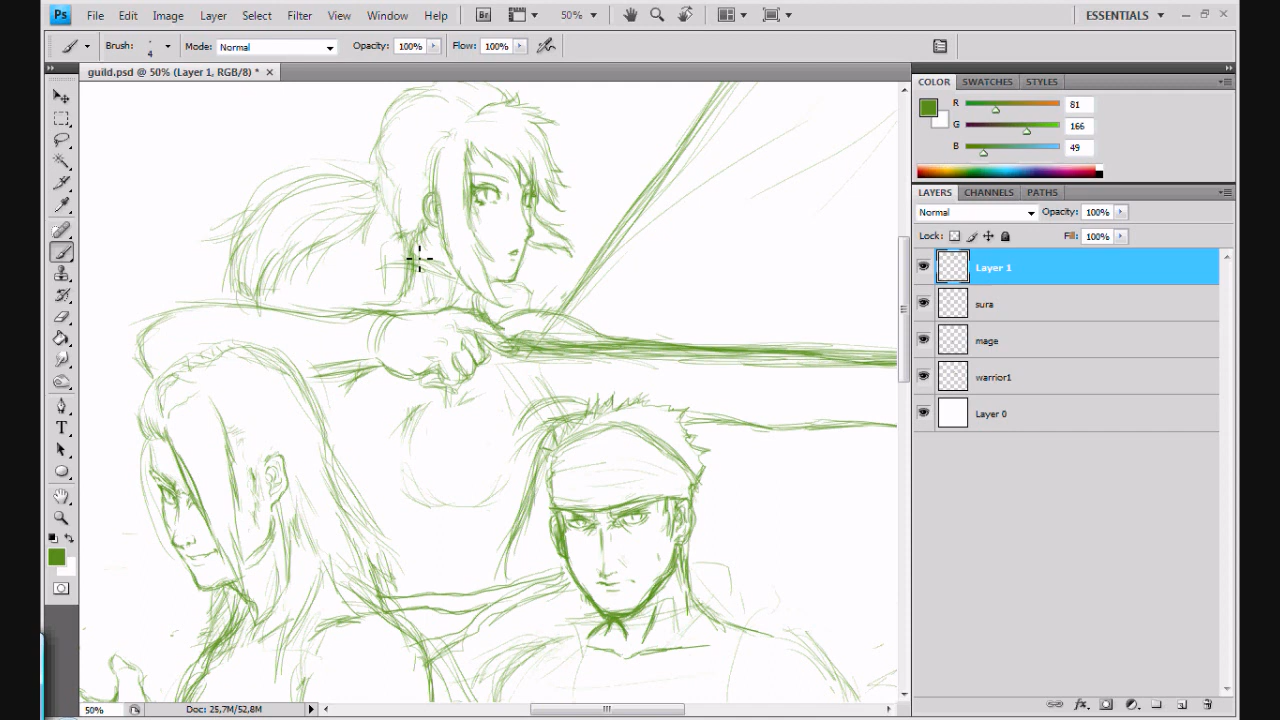 Ps File Edit Image Layer Select Filter View Window Help Br 50% ESSENTIALS
Brush: 4 Mode: Normal Opacity: 100% Flow: 100%
guild.psd @ 50% (Layer 1, RGB/8) *
COLOR SWATCHES STYLES
R 81
G 166
B 49
LAYERS CHANNELS PATHS
Normal Opacity: 100%
Lock: Fill: 100%
Layer 1
sura
mage
warrior1
Layer 0
T
fx
50% Doc: 25,7M/52,8M